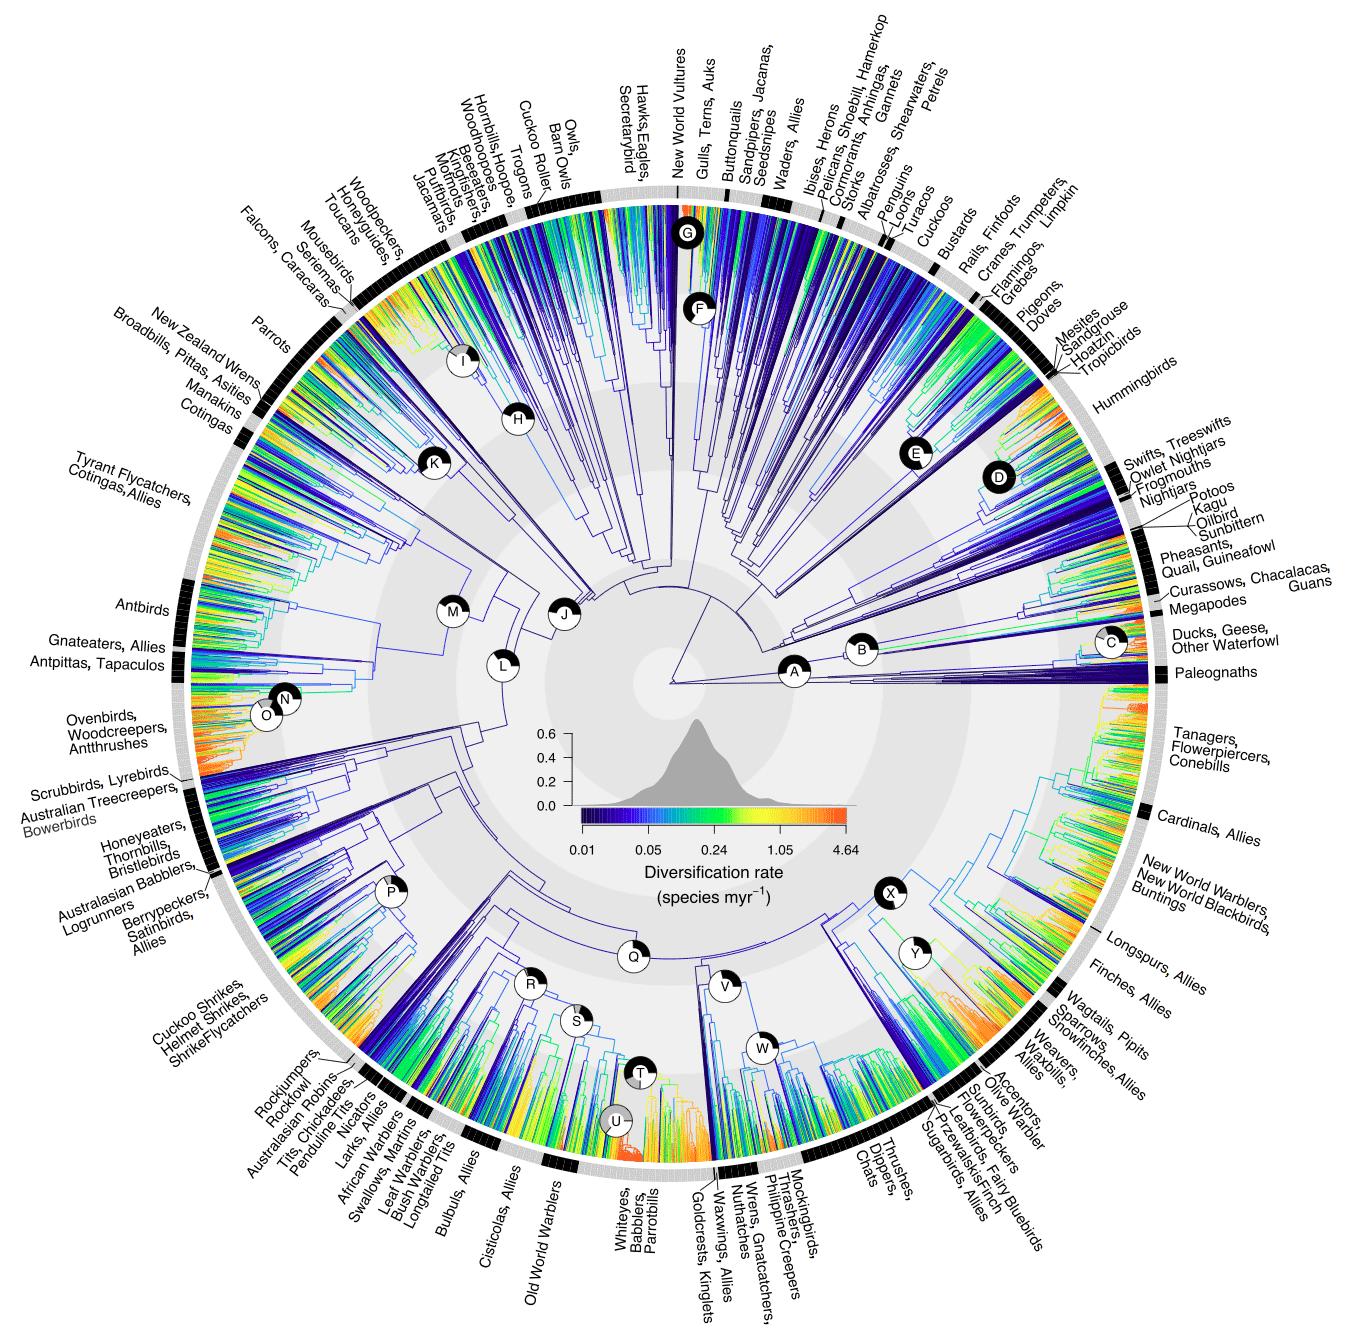 New World Vultures
Gulls, Terns, Auks
Buttonquails
Sandpipers, Jacanas,
Seedsnipes
Waders, Allies
Ibises, Herons
Pelicans, Shoebill, Hamerkop
Cormorants, Anhingas,
Gannets
Storks
Albatrosses, Shearwaters,
Petrels
Penguins
Loons
Turacos
Cuckoos
Bustards
Rails, Finfoots
Cranes, Trumpeters,
Limpkin
Flamingos,
Grebes
Pigeons,
Doves
Mesites
Sandgrouse
Hoatzin
Tropicbirds
Hummingbirds
Swifts, Treeswifts
Owlet Nightjars
Frogmouths
Nightjars
Potoos
Kagu
Oilbird
Sunbittern
Pheasants,
Quail, Guineafowl
Curassows, Chacalacas,
Guans
Megapodes
Ducks, Geese,
Other Waterfowl
Paleognaths
Tanagers,
Flowerpiercers,
Conebills
Cardinals, Allies
New World Warblers,
New World Blackbirds,
Buntings
Longspurs, Allies
Finches, Allies
Wagtails, Pipits
Sparrows,
Snowfinches, Allies
Weavers,
Waxbills,
Allies
Accentors,
Olive Warbler
Sunbirds,
Flowerpeckers
Leafbirds, Fairy Bluebirds
PrzewalskisFinch
Sugarbirds, Allies
Thrushes,
Dippers,
Chats
Mockingbirds,
Thrashers,
Philippine Creepers
Wrens, Gnatcatchers,
Nuthatches
Waxwings, Allies
Goldcrests, Kinglets
Whiteyes,
Babblers,
Parrotbills
Old World Warblers
Cisticolas, Allies
Bulbuls, Allies
Leaf Warblers,
Bush Warblers,
Longtailed Tits
Swallows, Martins
African Warblers
Larks, Allies
Nicators
Tits, Chickadees,
Penduline Tits
Australasian Robins
Rockjumpers,
Rockfowl
Cuckoo Shrikes,
Helmet Shrikes,
ShrikeFlycatchers
Berrypeckers,
Satinbirds,
Allies
Australasian Babblers,
Logrunners
Honeyeaters,
Thornbills,
Bristlebirds
Australian Treecreepers,
Bowerbirds
Scrubbirds, Lyrebirds
Ovenbirds,
Woodcreepers,
Antthrushes
Antpittas, Tapaculos
Gnateaters, Allies
Antbirds
Tyrant Flycatchers,
Cotingas, Allies
Cotingas
Manakins
Broadbills, Pittas, Asities
New Zealand Wrens
Parrots
Falcons, Caracaras
Seriemas
Mousebirds
Woodpeckers,
Honeyguides,
Toucans
Puffbirds,
Jacamars
Beeeaters,
Kingfishers,
Motmots
Hornbills,Hoopoe,
Woodhoopoes
Trogons
Cuckoo Roller
Owls,
Barn Owls
Hawks,Eagles,
Secretarybird
A
B
C
D
E
F
G
H
I
J
K
L
M
N
O
P
Q
R
S
T
U
V
W
X
Y
0.6
0.4
0.2
0.0
0.01 0.05 0.24 1.05 4.64
Diversification rate
(species myr⁻¹)